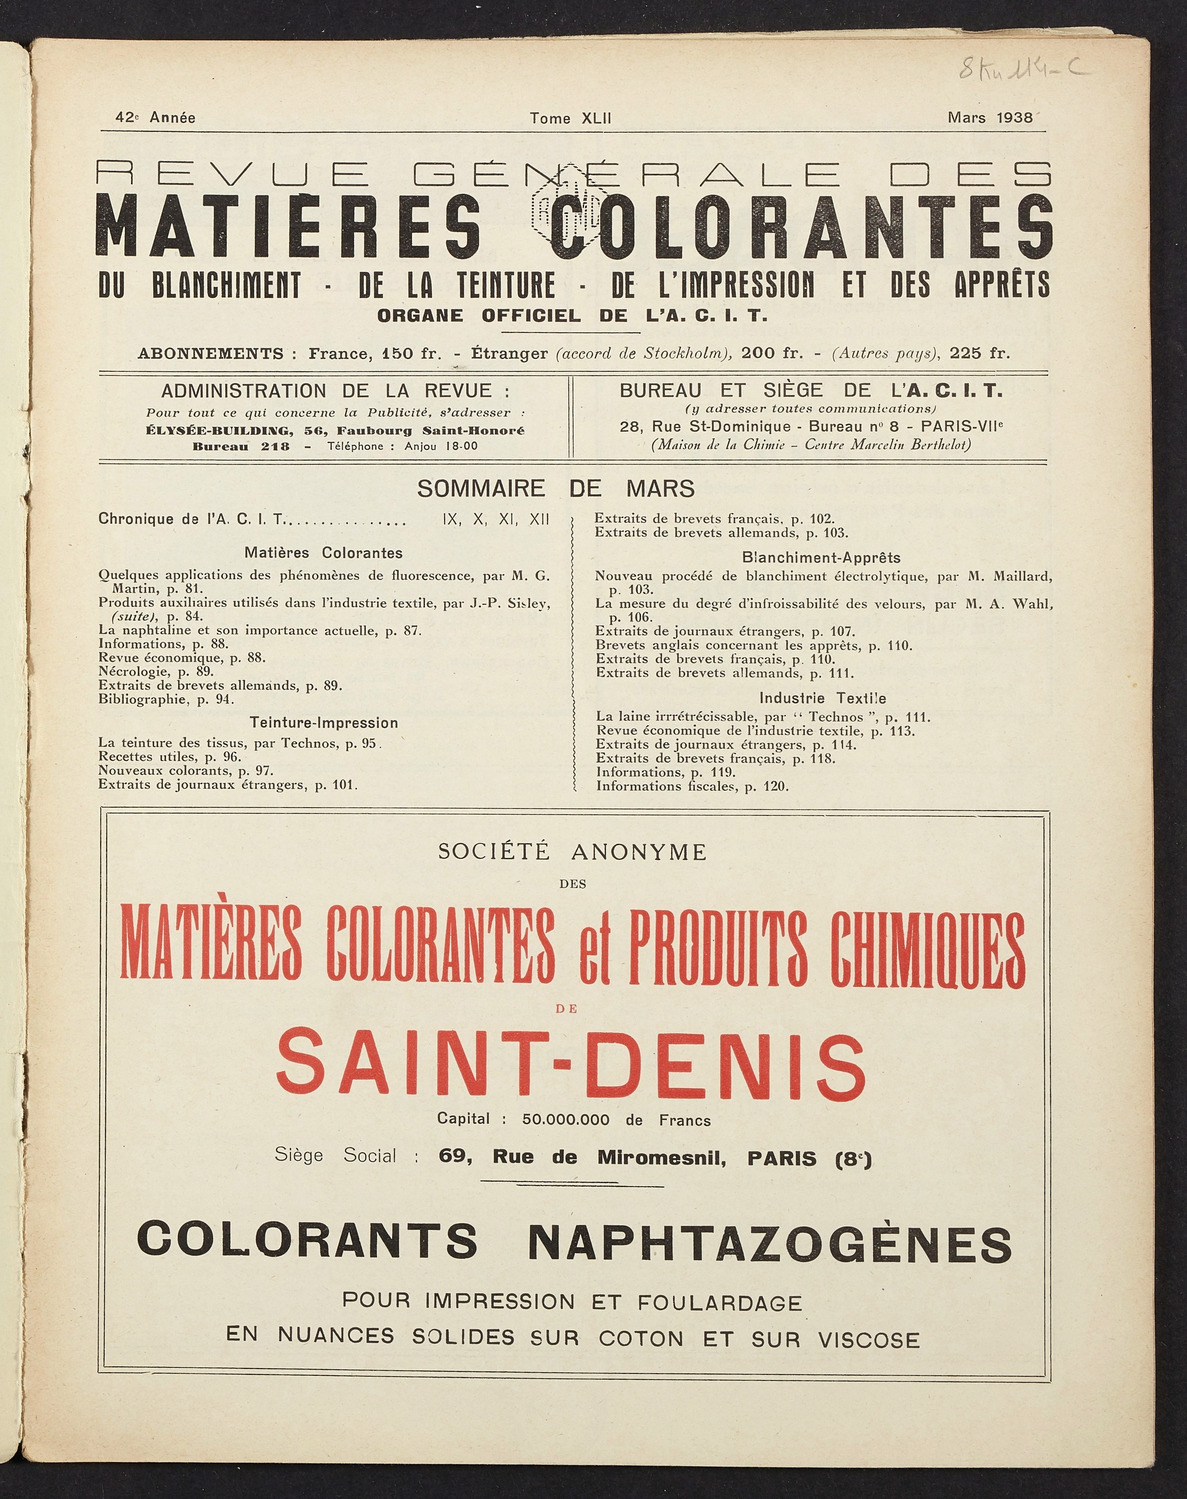 42e Année Tome XLII Mars 1938
REVUE GÉNÉRALE DES
MATIÈRES COLORANTES
DU BLANCHIMENT - DE LA TEINTURE - DE L'IMPRESSION ET DES APPRÊTS
ORGANE OFFICIEL DE L'A. C. I. T.
ABONNEMENTS : France, 150 fr. - Étranger (accord de Stockholm), 200 fr. - (Autres pays), 225 fr.
ADMINISTRATION DE LA REVUE :
Pour tout ce qui concerne la Publicité, s'adresser :
ÉLYSÉE-BUILDING, 56, Faubourg Saint-Honoré
Bureau 218 - Téléphone : Anjou 18-00
BUREAU ET SIÈGE DE L'A. C. I. T.
(y adresser toutes communications)
28, Rue St-Dominique - Bureau no 8 - PARIS-VIIe
(Maison de la Chimie - Centre Marcelin Berthelot)
SOMMAIRE DE MARS
Chronique de l'A. C. I. T................ IX, X, XI, XII
Matières Colorantes
Quelques applications des phénomènes de fluorescence, par M. G.
Martin, p. 81.
Produits auxiliaires utilisés dans l'industrie textile, par J.-P. Sisley,
(suite), p. 84.
La naphtaline et son importance actuelle, p. 87.
Informations, p. 88.
Revue économique, p. 88.
Nécrologie, p. 89.
Extraits de brevets allemands, p. 89.
Bibliographie, p. 94.
Teinture-Impression
La teinture des tissus, par Technos, p. 95.
Recettes utiles, p. 96.
Nouveaux colorants, p. 97.
Extraits de journaux étrangers, p. 101.
Extraits de brevets français, p. 102.
Extraits de brevets allemands, p. 103.
Blanchiment-Apprêts
Nouveau procédé de blanchiment électrolytique, par M. Maillard,
p. 103.
La mesure du degré d'infroissabilité des velours, par M. A. Wahl,
p. 106.
Extraits de journaux étrangers, p. 107.
Brevets anglais concernant les apprêts, p. 110.
Extraits de brevets français, p. 110.
Extraits de brevets allemands, p. 111.
Industrie Textile
La laine irrrétrécissable, par “ Technos ”, p. 111.
Revue économique de l'industrie textile, p. 113.
Extraits de journaux étrangers, p. 114.
Extraits de brevets français, p. 118.
Informations, p. 119.
Informations fiscales, p. 120.
SOCIÉTÉ ANONYME
DES
MATIÈRES COLORANTES et PRODUITS CHIMIQUES
DE
SAINT-DENIS
Capital : 50.000.000 de Francs
Siège Social : 69, Rue de Miromesnil, PARIS (8e)
COLORANTS NAPHTAZOGÈNES
POUR IMPRESSION ET FOULARDAGE
EN NUANCES SOLIDES SUR COTON ET SUR VISCOSE